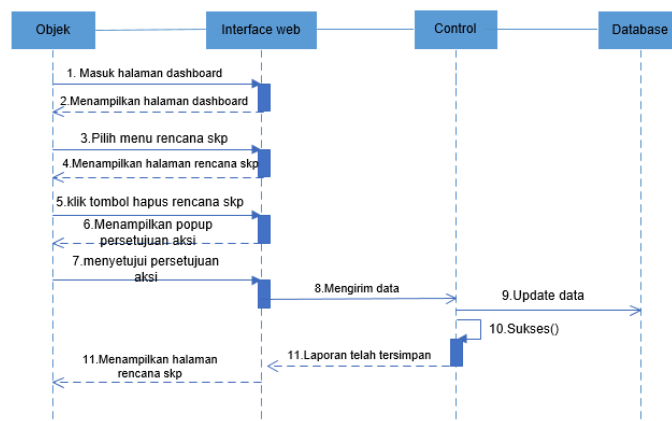 Objek
Interface web
Control
Database
1. Masuk halaman dashboard
2.Menampilkan halaman dashboard
3.Pilih menu rencana skp
4.Menampilkan halaman rencana skp
5.klik tombol hapus rencana skp
6.Menampilkan popup
persetujuan aksi
7.menyetujui persetujuan
aksi
8.Mengirim data
9.Update data
10.Sukses()
11.Laporan telah tersimpan
11.Menampilkan halaman
rencana skp